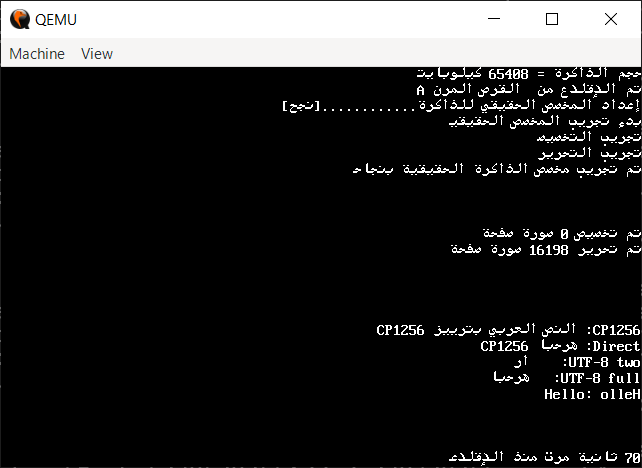 QEMU
Machine View
حجم الذاكرة = 65408 كيلوبايت
تم الإقلاع من القرص المرن A
إعداد المخصص الحقيقي للذاكرة............[نجح]
بدء تجريب المخصص الحقيقي
تجريب التخصيص
تجريب التحرير
تم تجريب مخصص الذاكرة الحقيقية بنجاح
تم تخصيص 0 صورة صفحة
تم تحرير 16198 صورة صفحة
CP1256: النص العربي بترييز CP1256
Direct: هرحبا CP1256
UTF-8 two: أر
UTF-8 full: هرحبا
Hello: olleH
70 ثانية مرت منذ الإقلاع